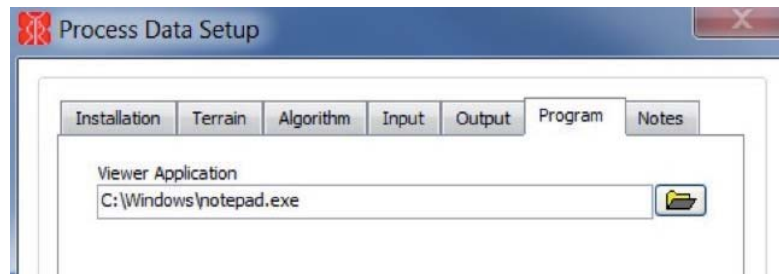 Process Data Setup
Installation Terrain Algorithm Input Output Program Notes
Viewer Application
C:\Windows\notepad.exe